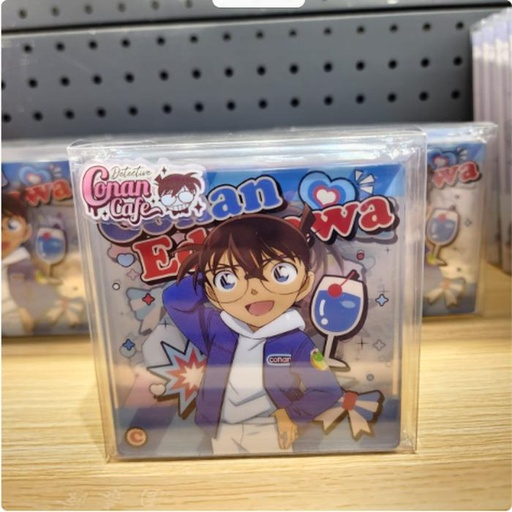 Detective
Conan
Cafe
Conan
Edogawa
conan
C